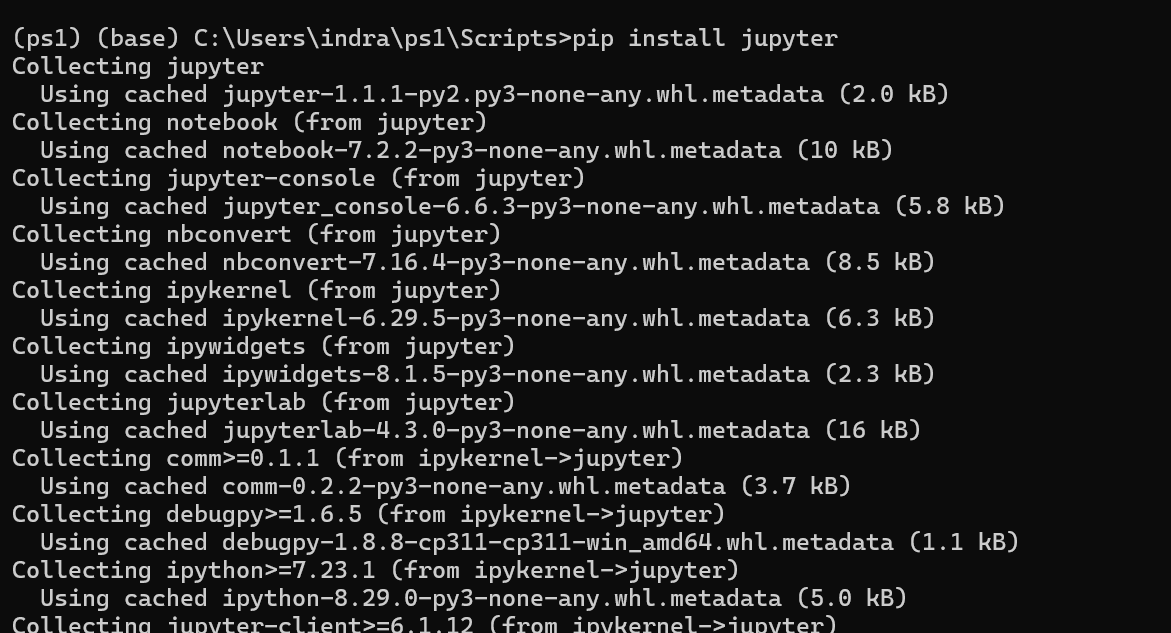 (ps1) (base) C:\Users\indra\ps1\Scripts>pip install jupyter
Collecting jupyter
  Using cached jupyter-1.1.1-py2.py3-none-any.whl.metadata (2.0 kB)
Collecting notebook (from jupyter)
  Using cached notebook-7.2.2-py3-none-any.whl.metadata (10 kB)
Collecting jupyter-console (from jupyter)
  Using cached jupyter_console-6.6.3-py3-none-any.whl.metadata (5.8 kB)
Collecting nbconvert (from jupyter)
  Using cached nbconvert-7.16.4-py3-none-any.whl.metadata (8.5 kB)
Collecting ipykernel (from jupyter)
  Using cached ipykernel-6.29.5-py3-none-any.whl.metadata (6.3 kB)
Collecting ipywidgets (from jupyter)
  Using cached ipywidgets-8.1.5-py3-none-any.whl.metadata (2.3 kB)
Collecting jupyterlab (from jupyter)
  Using cached jupyterlab-4.3.0-py3-none-any.whl.metadata (16 kB)
Collecting comm>=0.1.1 (from ipykernel->jupyter)
  Using cached comm-0.2.2-py3-none-any.whl.metadata (3.7 kB)
Collecting debugpy>=1.6.5 (from ipykernel->jupyter)
  Using cached debugpy-1.8.8-cp311-cp311-win_amd64.whl.metadata (1.1 kB)
Collecting ipython>=7.23.1 (from ipykernel->jupyter)
  Using cached ipython-8.29.0-py3-none-any.whl.metadata (5.0 kB)
Collecting jupyter-client>=6.1.12 (from ipykernel->jupyter)